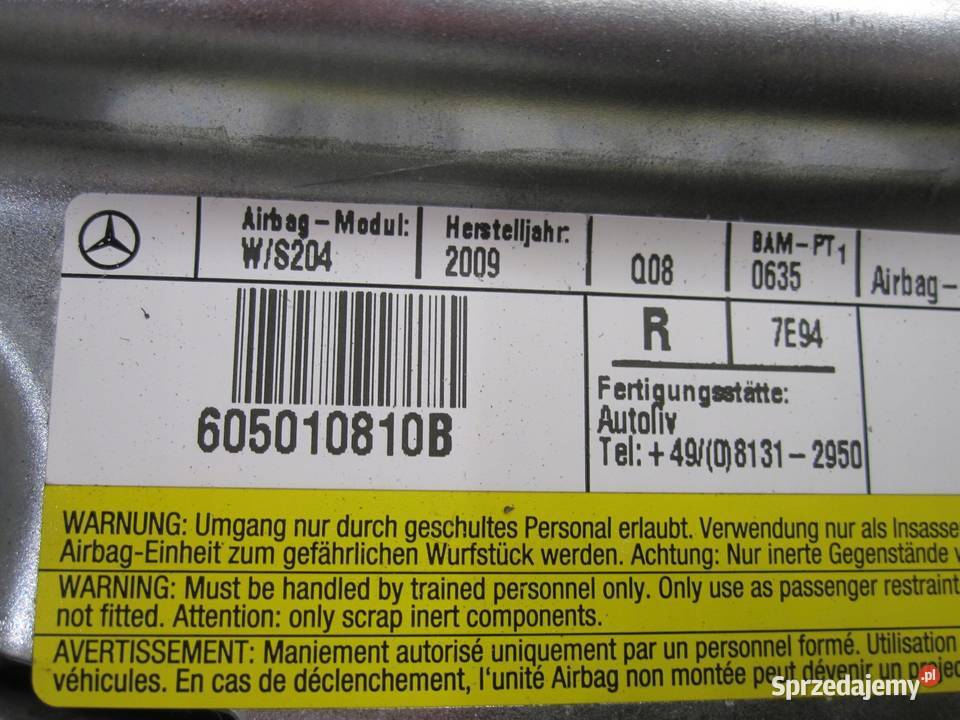 Airbag-Modul: Herstelljahr: BAM-PT1
W/S204 2009 Q08 0635 Airbag-
R 7E94
605010810B
Fertigungsstätte:
Autoliv
Tel: +49/(0)8131-2950
WARNUNG: Umgang nur durch geschultes Personal erlaubt. Verwendung nur als Insasse
Airbag-Einheit zum gefährlichen Wurfstück werden. Achtung: Nur inerte Gegenstände
WARNING: Must be handled by trained personnel only. Only use as passenger restraint
not fitted. Attention: only scrap inert components.
AVERTISSEMENT: Maniement autorisé uniquement par un personnel formé. Utilisation
véhicules. En cas de déclenchement, l'unité Airbag non montée peut dévenir un projec
Sprzedajemy.pl